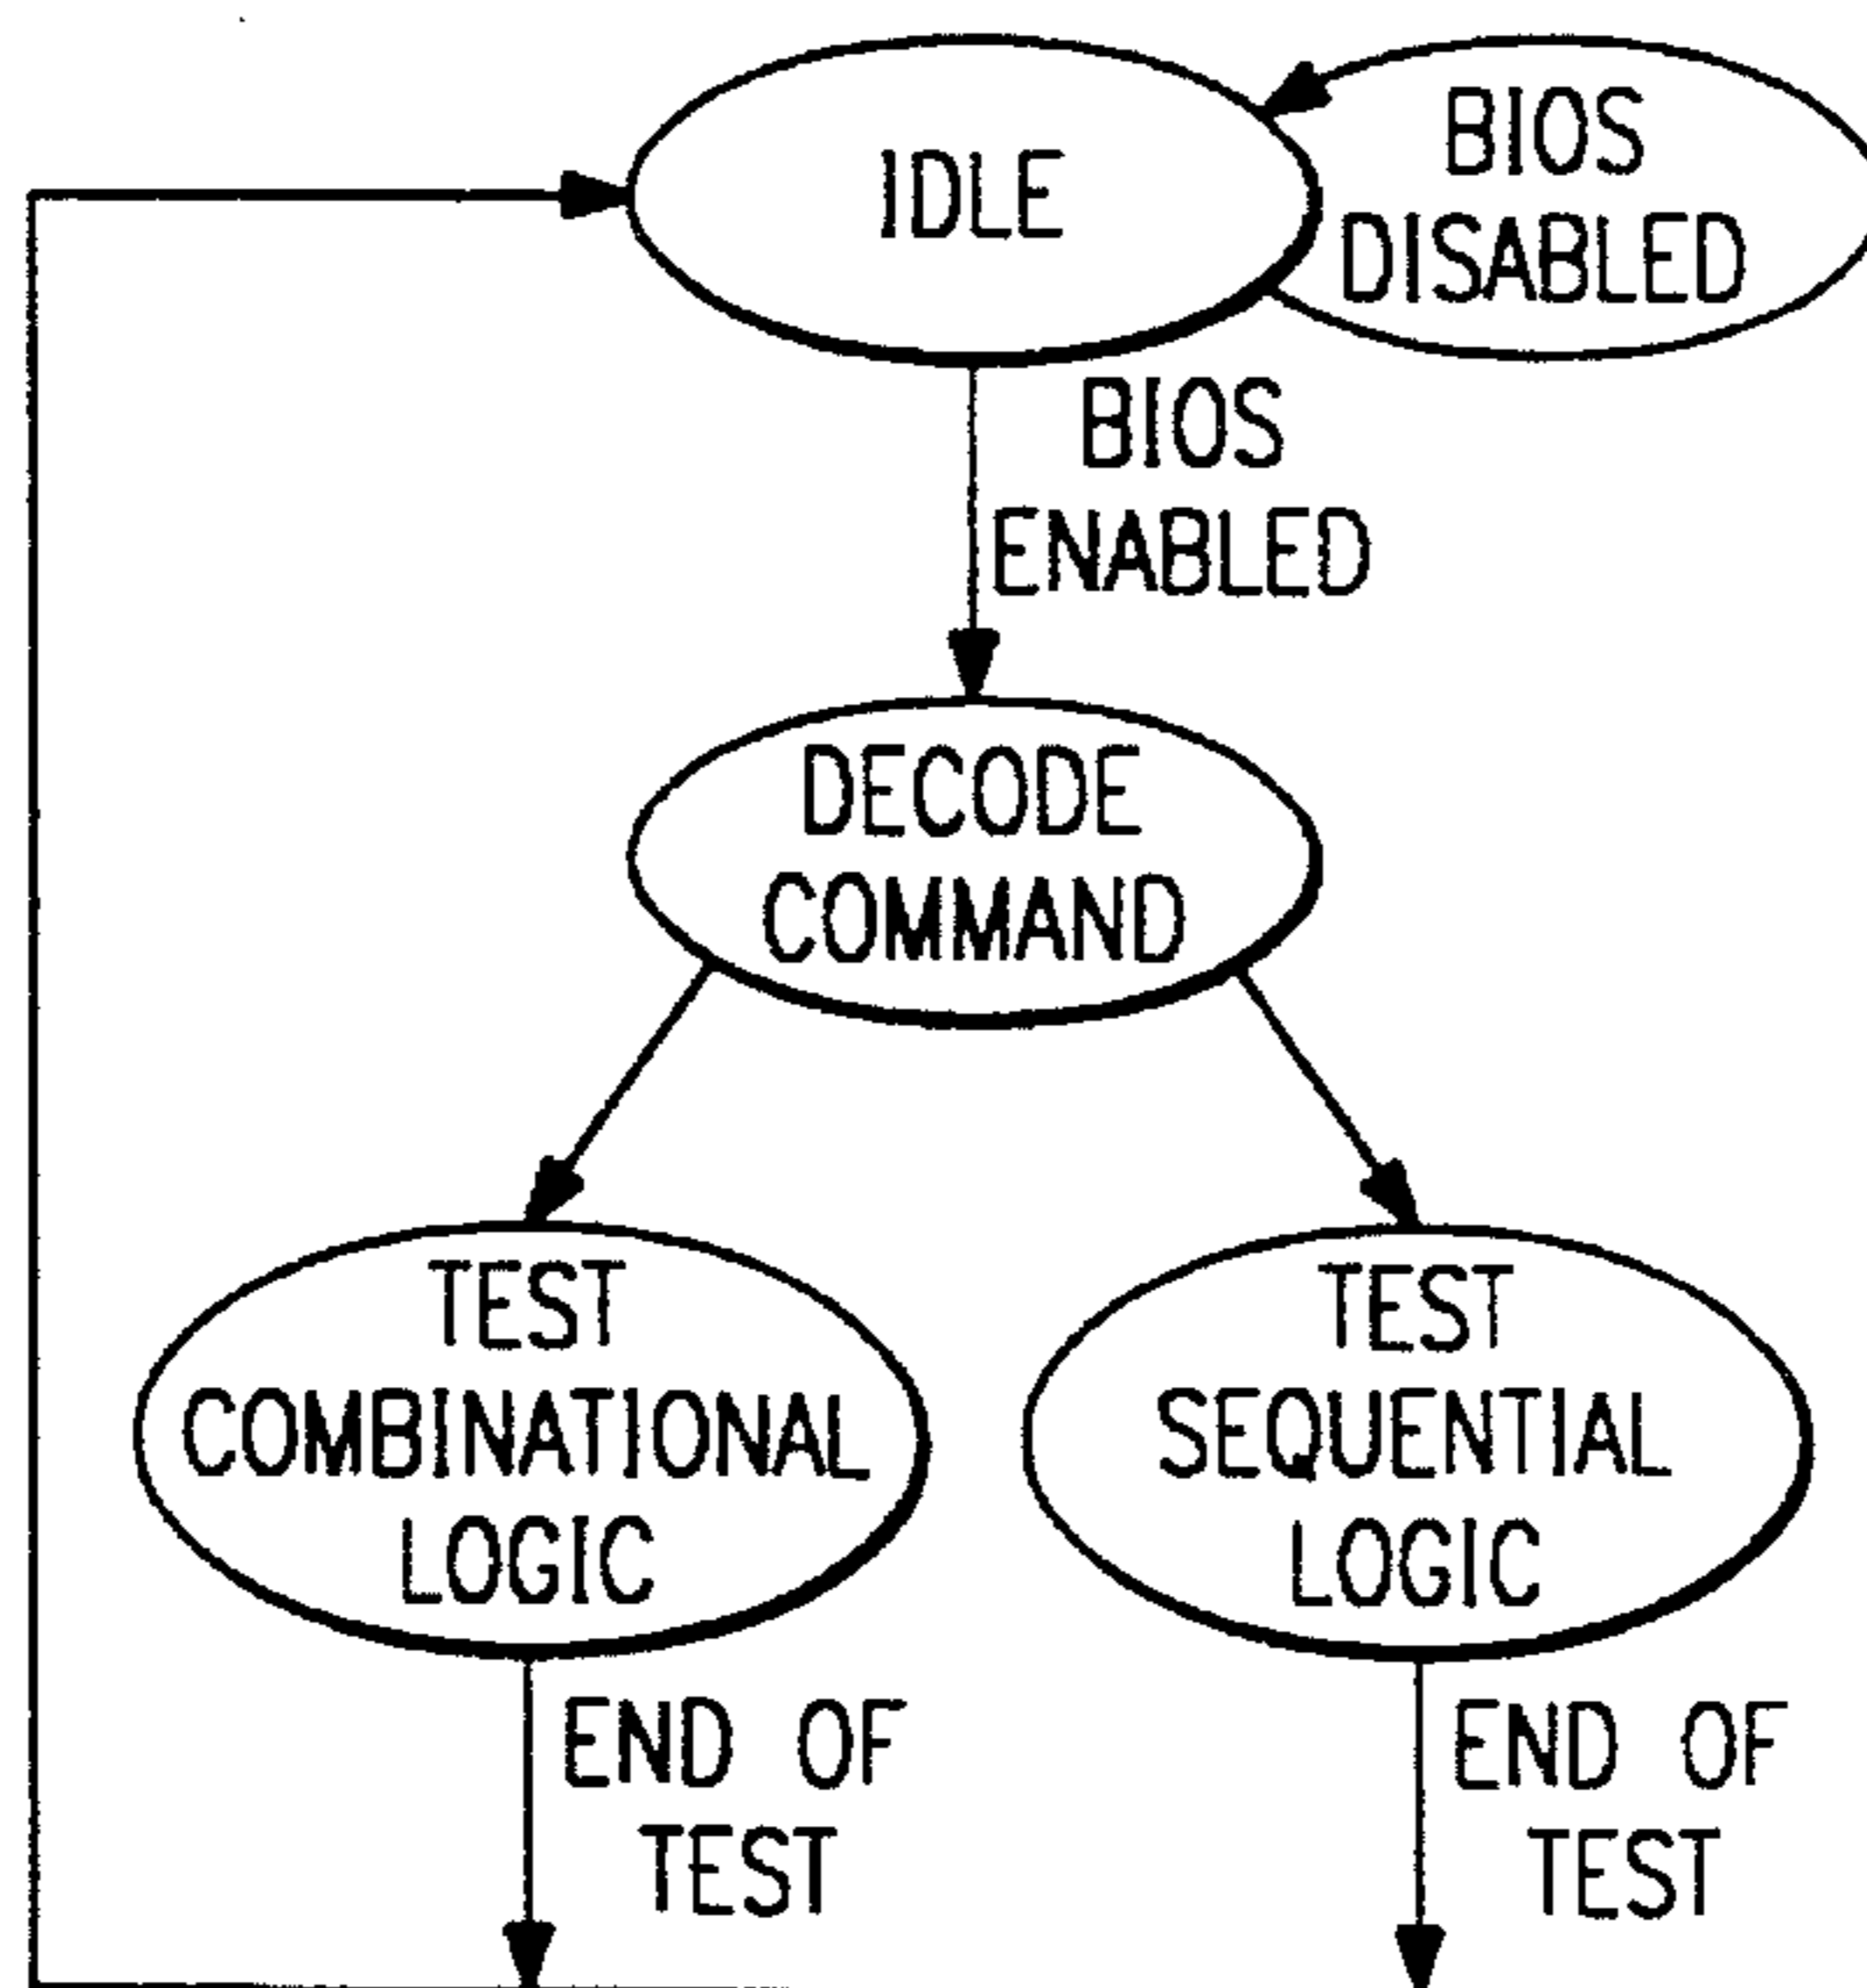 IDLE
BIOS
DISABLED
BIOS
ENABLED
DECODE
COMMAND
TEST
COMBINATIONAL
LOGIC
TEST
SEQUENTIAL
LOGIC
END OF
TEST
END OF
TEST